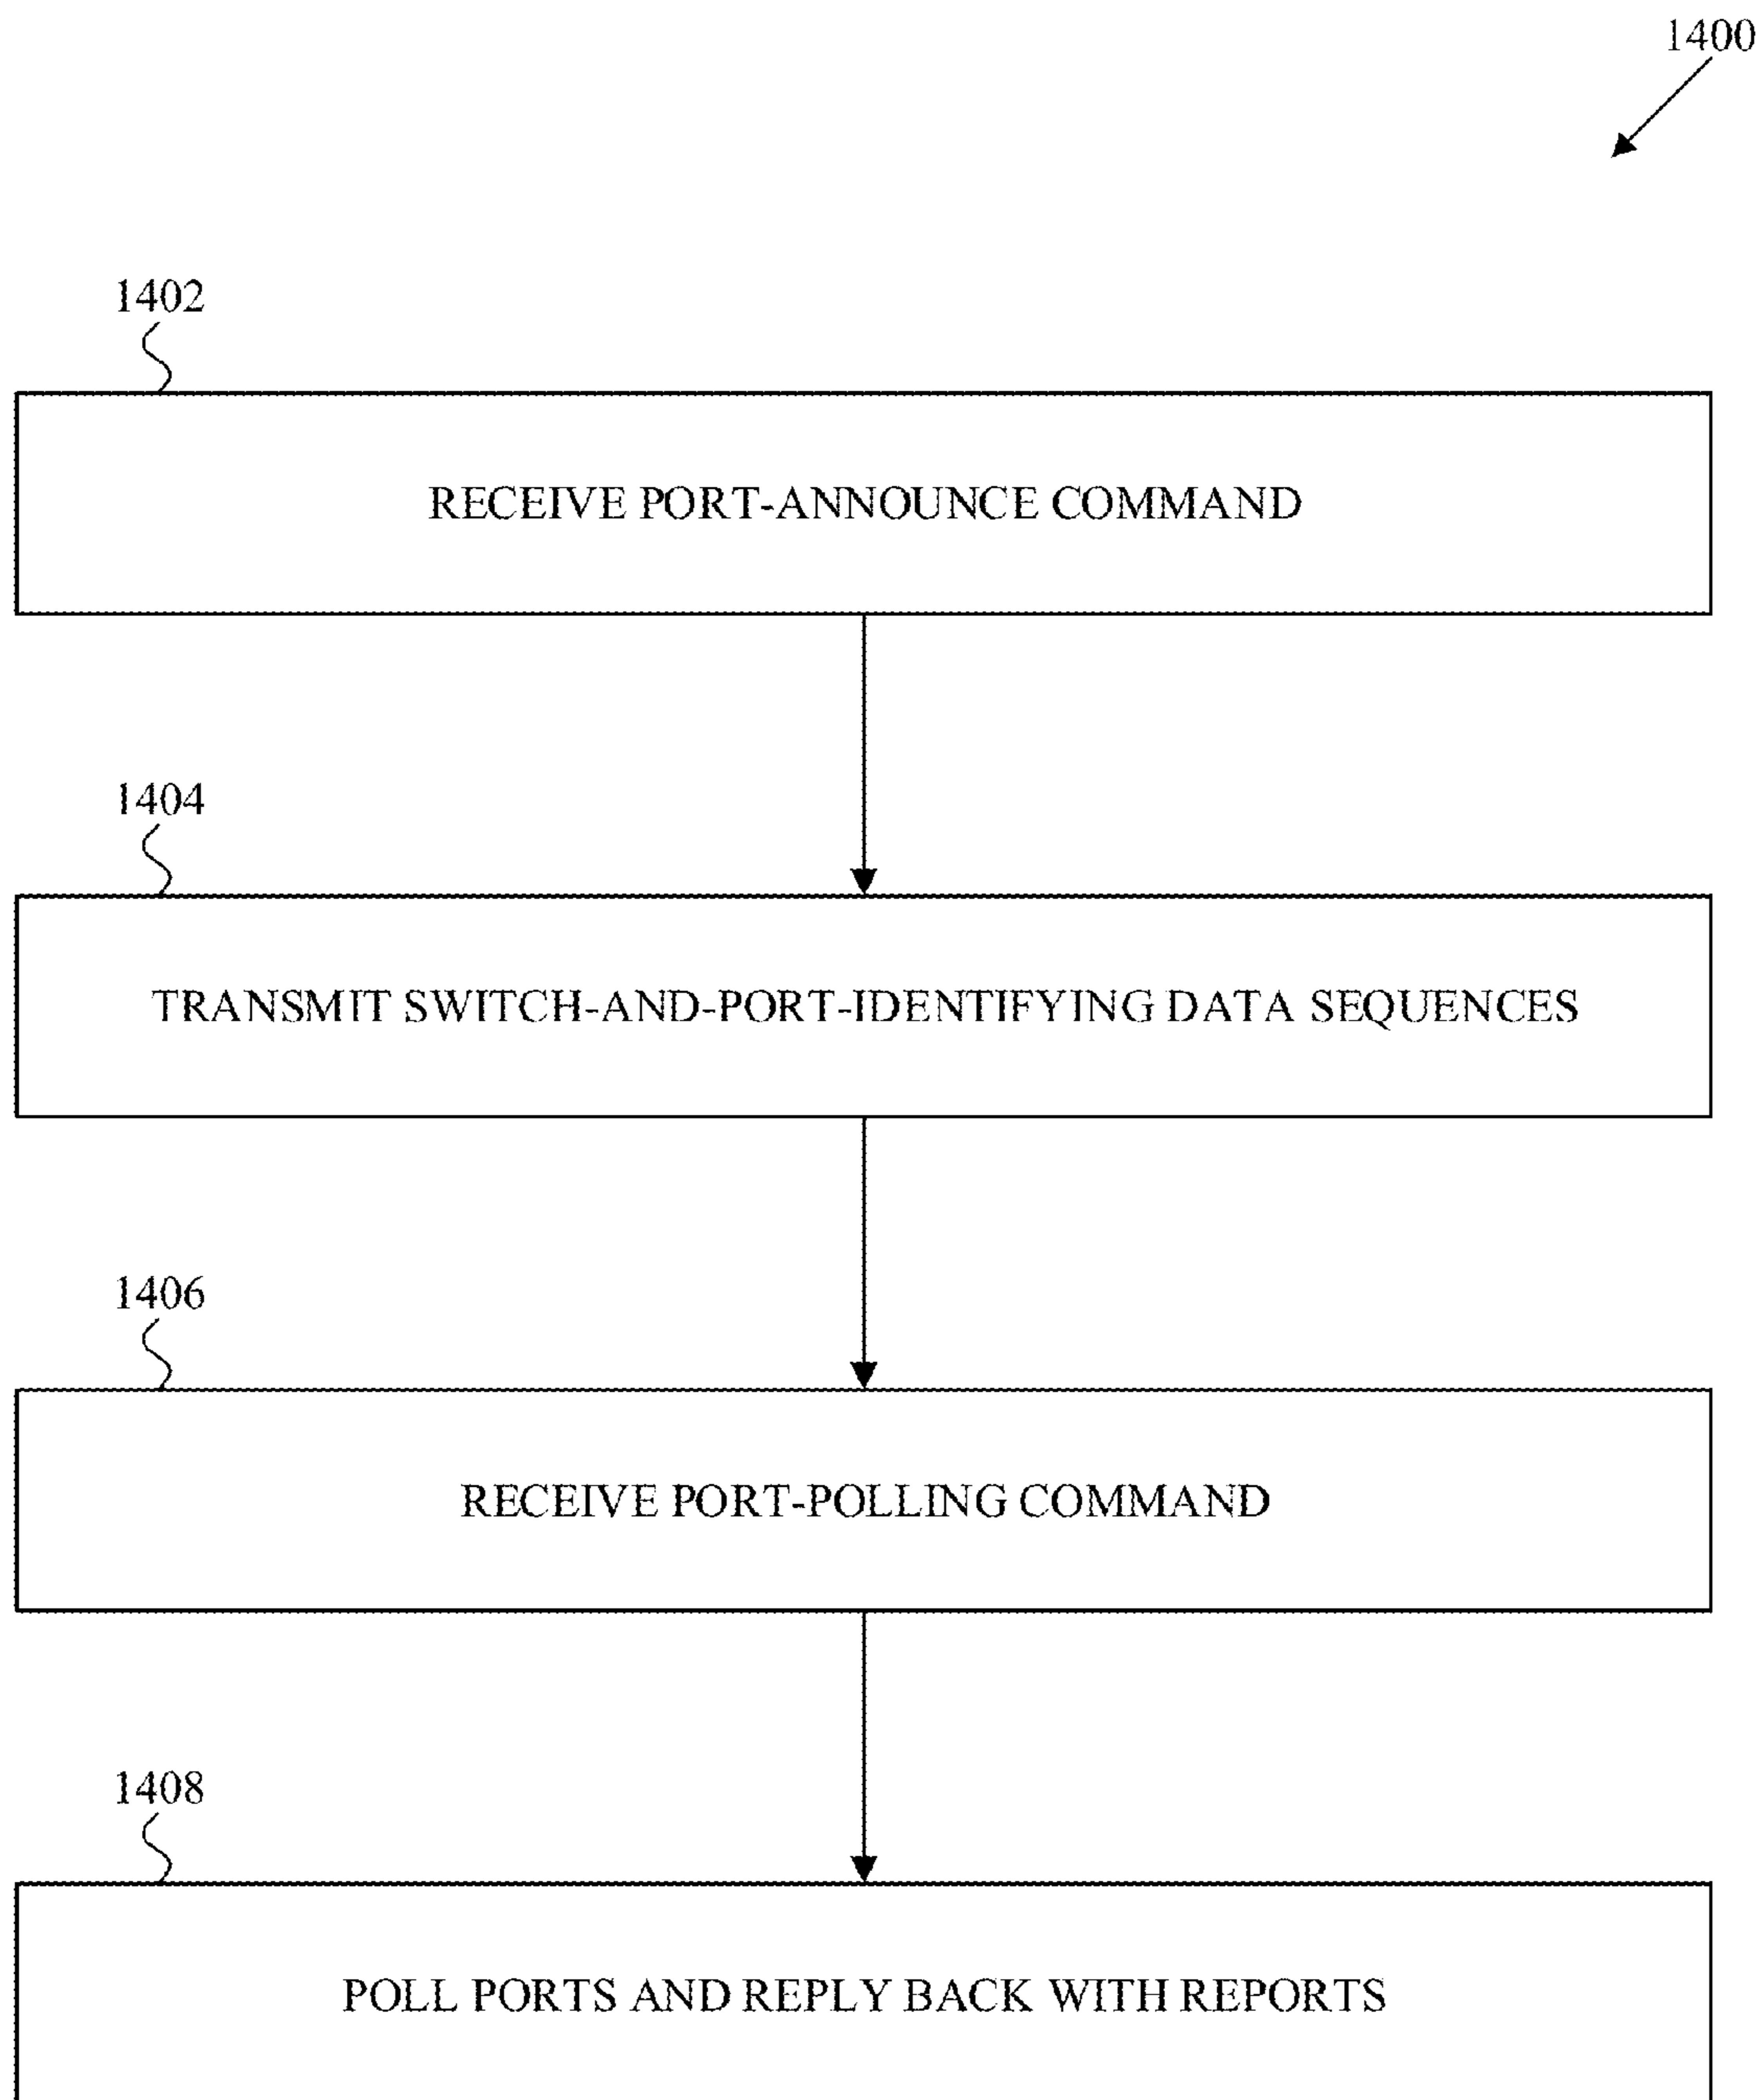 1400
1402
RECEIVE PORT-ANNOUNCE COMMAND
1404
TRANSMIT SWITCH-AND-PORT-IDENTIFYING DATA SEQUENCES
1406
RECEIVE PORT-POLLING COMMAND
1408
POLL PORTS AND REPLY BACK WITH REPORTS